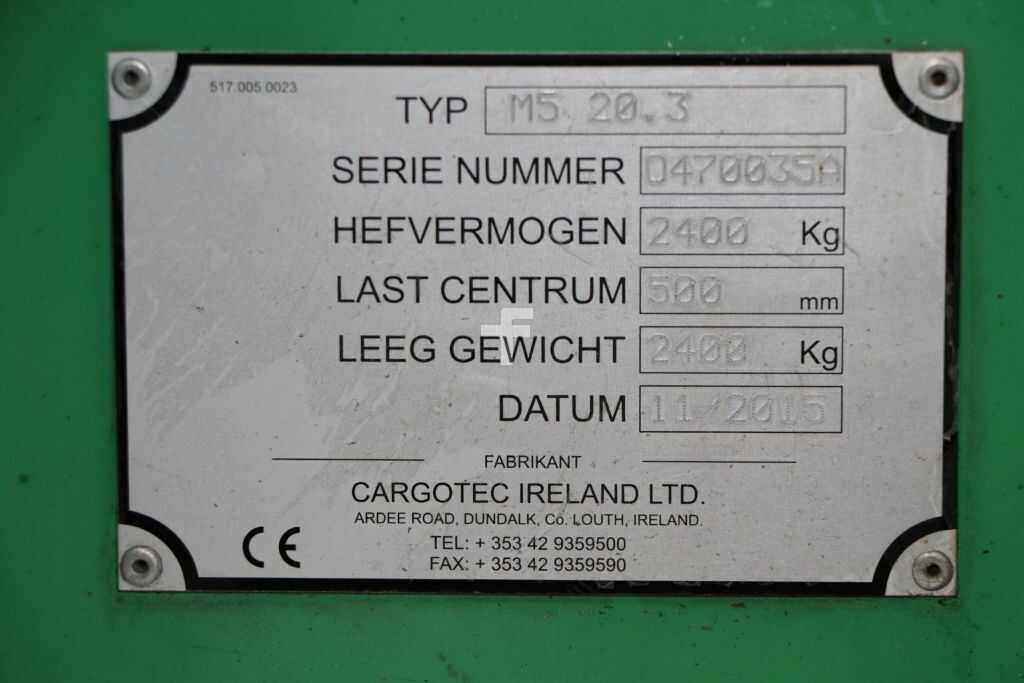 517.005.0023
TYP M5 20.3
SERIE NUMMER D470035A
HEFVERMOGEN 2400 Kg
LAST CENTRUM 500 mm
LEEG GEWICHT 2400 Kg
DATUM 11/2015
FABRIKANT
CARGOTEC IRELAND LTD.
ARDEE ROAD, DUNDALK, Co. LOUTH, IRELAND.
CE TEL: + 353 42 9359500
FAX: + 353 42 9359590